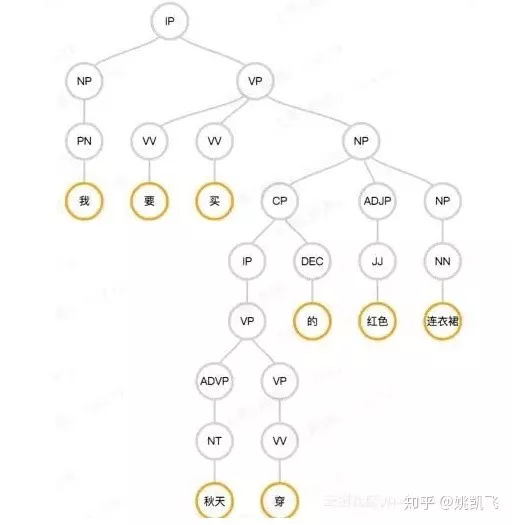 IP
NP VP
PN VV VV NP
我 要 买 CP ADJP NP
IP DEC JJ NN
VP 的 红色 连衣裙
ADVP VP
NT VV
秋天 穿
知乎 @姚凯飞